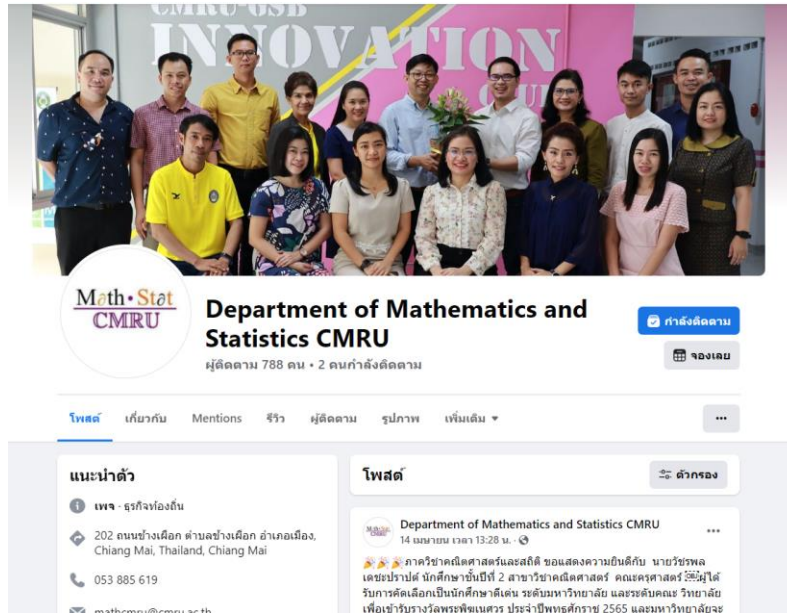 CMRU-GSB
INNOVATION
CLUB
Math•Stat
CMRU
Department of Mathematics and
Statistics CMRU
ผู้ติดตาม 788 คน • 2 คนกำลังติดตาม
กำลังติดตาม
จองเลย
โพสต์ เกี่ยวกับ Mentions รีวิว ผู้ติดตาม รูปภาพ เพิ่มเติม
แนะนำตัว
เพจ · ธุรกิจท้องถิ่น
202 ถนนช้างเผือก ตำบลช้างเผือก อำเภอเมือง,
Chiang Mai, Thailand, Chiang Mai
053 885 619
mathcmru@cmru.ac.th
โพสต์
ตัวกรอง
Department of Mathematics and Statistics CMRU
14 เมษายน เวลา 13:28 น. ·
🎉🎉🎉ภาควิชาคณิตศาสตร์และสถิติ ขอแสดงความยินดีกับ นายวัชรพล
เดชะปราปต์ นักศึกษาชั้นปีที่ 2 สาขาวิชาคณิตศาสตร์ คณะครุศาสตร์ ผู้ได้
รับการคัดเลือกเป็นนักศึกษาดีเด่น ระดับมหาวิทยาลัย และระดับคณะ วิทยาลัย
เพื่อเข้ารับรางวัลพระพิฆเนศวร ประจำปีพุทธศักราช 2565 และมหาวิทยาลัยจะ